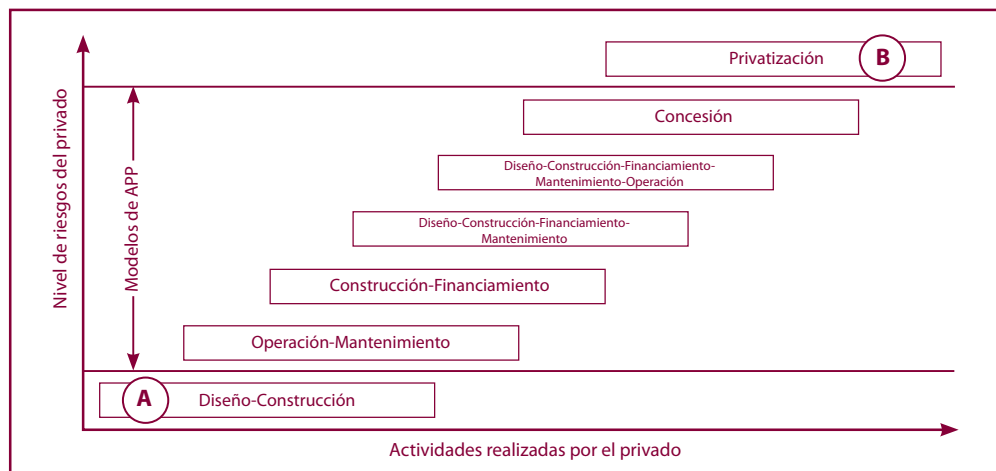 Privatización
B
Concesión
Diseño-Construcción-Financiamiento-
Mantenimiento-Operación
Diseño-Construcción-Financiamiento-
Mantenimiento
Construcción-Financiamiento
Operación-Mantenimiento
A
Diseño-Construcción
Nivel de riesgos del privado
Modelos de APP
Actividades realizadas por el privado